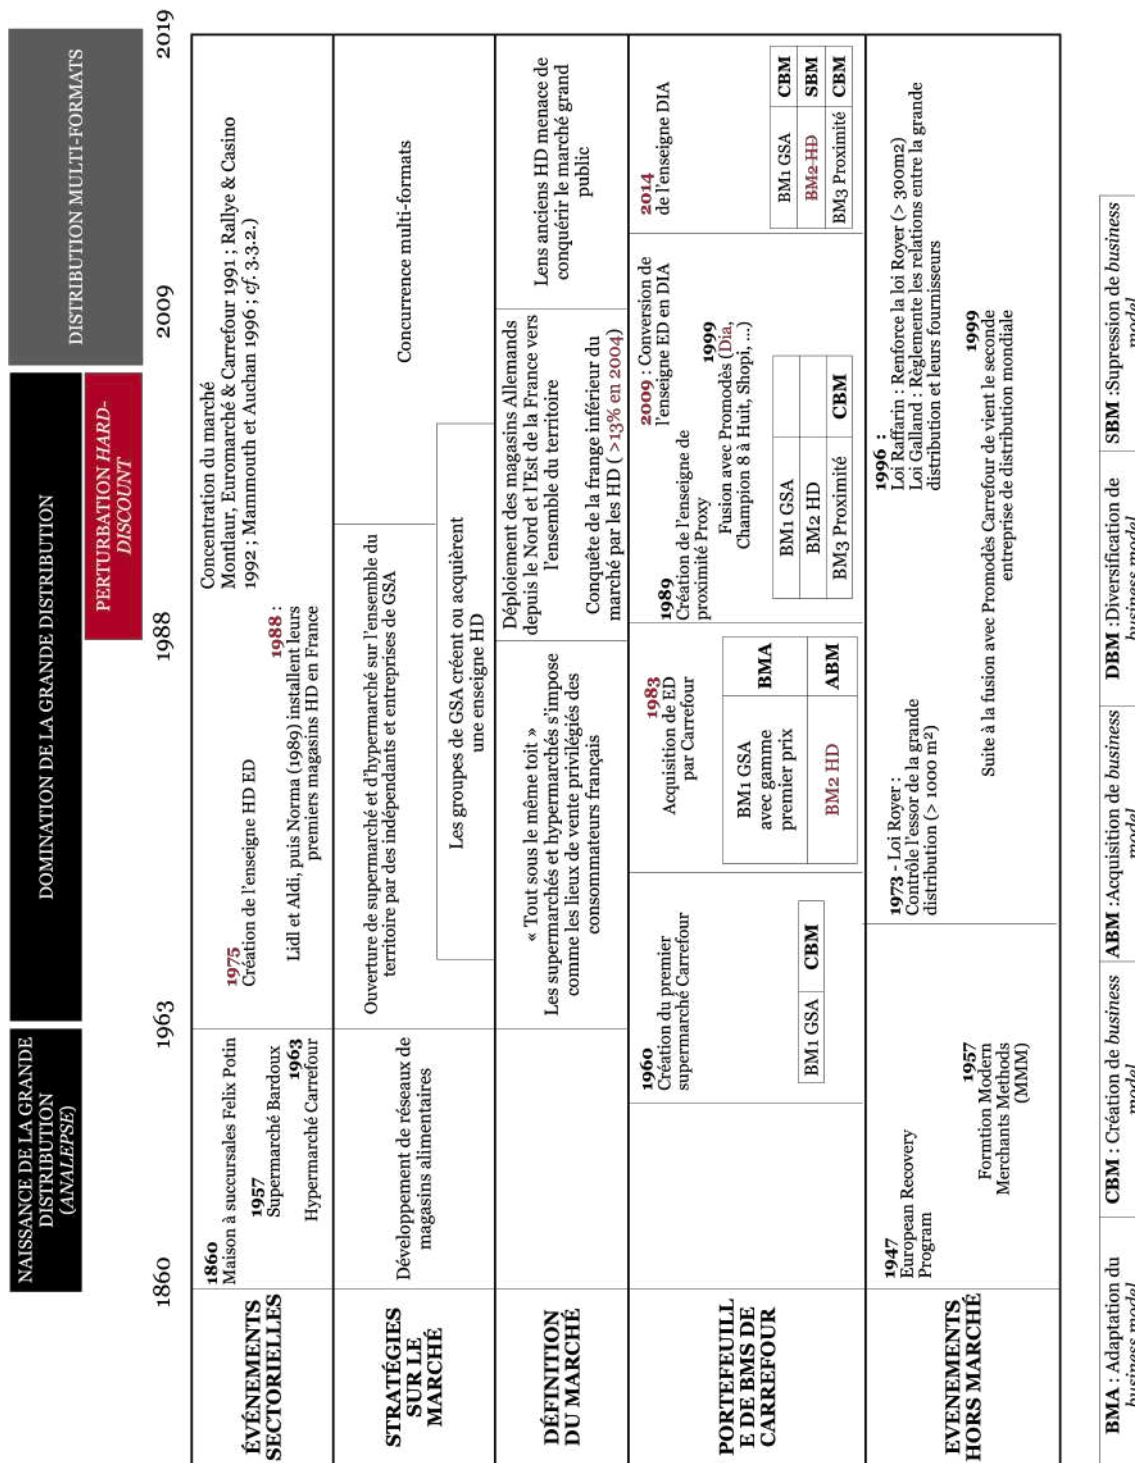 NAISSANCE DE LA GRANDE
DISTRIBUTION
(ANALEPSE)
DOMINATION DE LA GRANDE DISTRIBUTION
PERTURBATION HARD-
DISCOUNT
DISTRIBUTION MULTI-FORMATS
1860
1963
1988
2009
2019
ÉVÉNEMENTS
SECTORIELLES
1860
Maison à succursales Felix Potin
1957
Supermarché Bardoux
1963
Hypermarché Carrefour
1975
Création de l'enseigne HD ED
1988 :
Lidl et Aldi, puis Norma (1989) installent leurs
premiers magasins HD en France
Concentration du marché
Montlaur, Euromarché & Carrefour 1991 ; Rallye & Casino
1992 ; Mammouth et Auchan 1996 ; cf. 3.3.2.)
STRATÉGIES
SUR LE
MARCHÉ
Développement de réseaux de
magasins alimentaires
Ouverture de supermarché et d'hypermarché sur l'ensemble du
territoire par des indépendants et entreprises de GSA
Les groupes de GSA créent ou acquièrent
une enseigne HD
Concurrence multi-formats
DÉFINITION
DU MARCHÉ
« Tout sous le même toit »
Les supermarchés et hypermarchés s'impose
comme les lieux de vente privilégiés des
consommateurs français
Déploiement des magasins Allemands
depuis le Nord et l'Est de la France vers
l'ensemble du territoire
Conquête de la frange inférieur du
marché par les HD ( >13% en 2004)
Lens anciens HD menace de
conquérir le marché grand
public
PORTEFEUILL
E DE BMS DE
CARREFOUR
1960
Création du premier
supermarché Carrefour
BM1 GSA CBM
1983
Acquisition de ED
par Carrefour
BM1 GSA
avec gamme
premier prix
BMA
BM2 HD ABM
1989
Création de l'enseigne de
proximité Proxy
2009 : Conversion de
l'enseigne ED en DIA
1999
Fusion avec Promodès (Dia,
Champion 8 à Huit, Shopi, ...)
BM1 GSA
BM2 HD
BM3 Proximité CBM
2014
de l'enseigne DIA
BM1 GSA CBM
BM2 HD SBM
BM3 Proximité CBM
EVENEMENTS
HORS MARCHÉ
1947
European Recovery
Program
1957
Formtion Modern
Merchants Methods
(MMM)
1973 - Loi Royer :
Contrôle l'essor de la grande
distribution (> 1000 m²)
1996 :
Loi Raffarin : Renforce la loi Royer (> 300m2)
Loi Galland : Règlemente les relations entre la grande
distribution et leurs fournisseurs
1999
Suite à la fusion avec Promodès Carrefour de vient le seconde
entreprise de distribution mondiale
BMA : Adaptation du
business model
CBM : Création de business
model
ABM :Acquisition de business
model
DBM :Diversification de
business model
SBM :Supression de business
model